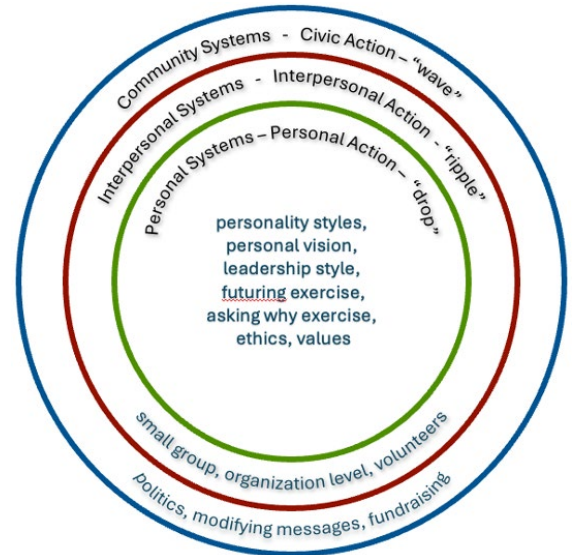 Community Systems - Civic Action – “wave”
Interpersonal Systems - Interpersonal Action - “ripple”
Personal Systems – Personal Action – “drop”
personality styles,
personal vision,
leadership style,
futuring exercise,
asking why exercise,
ethics, values
small group, organization level, volunteers
politics, modifying messages, fundraising